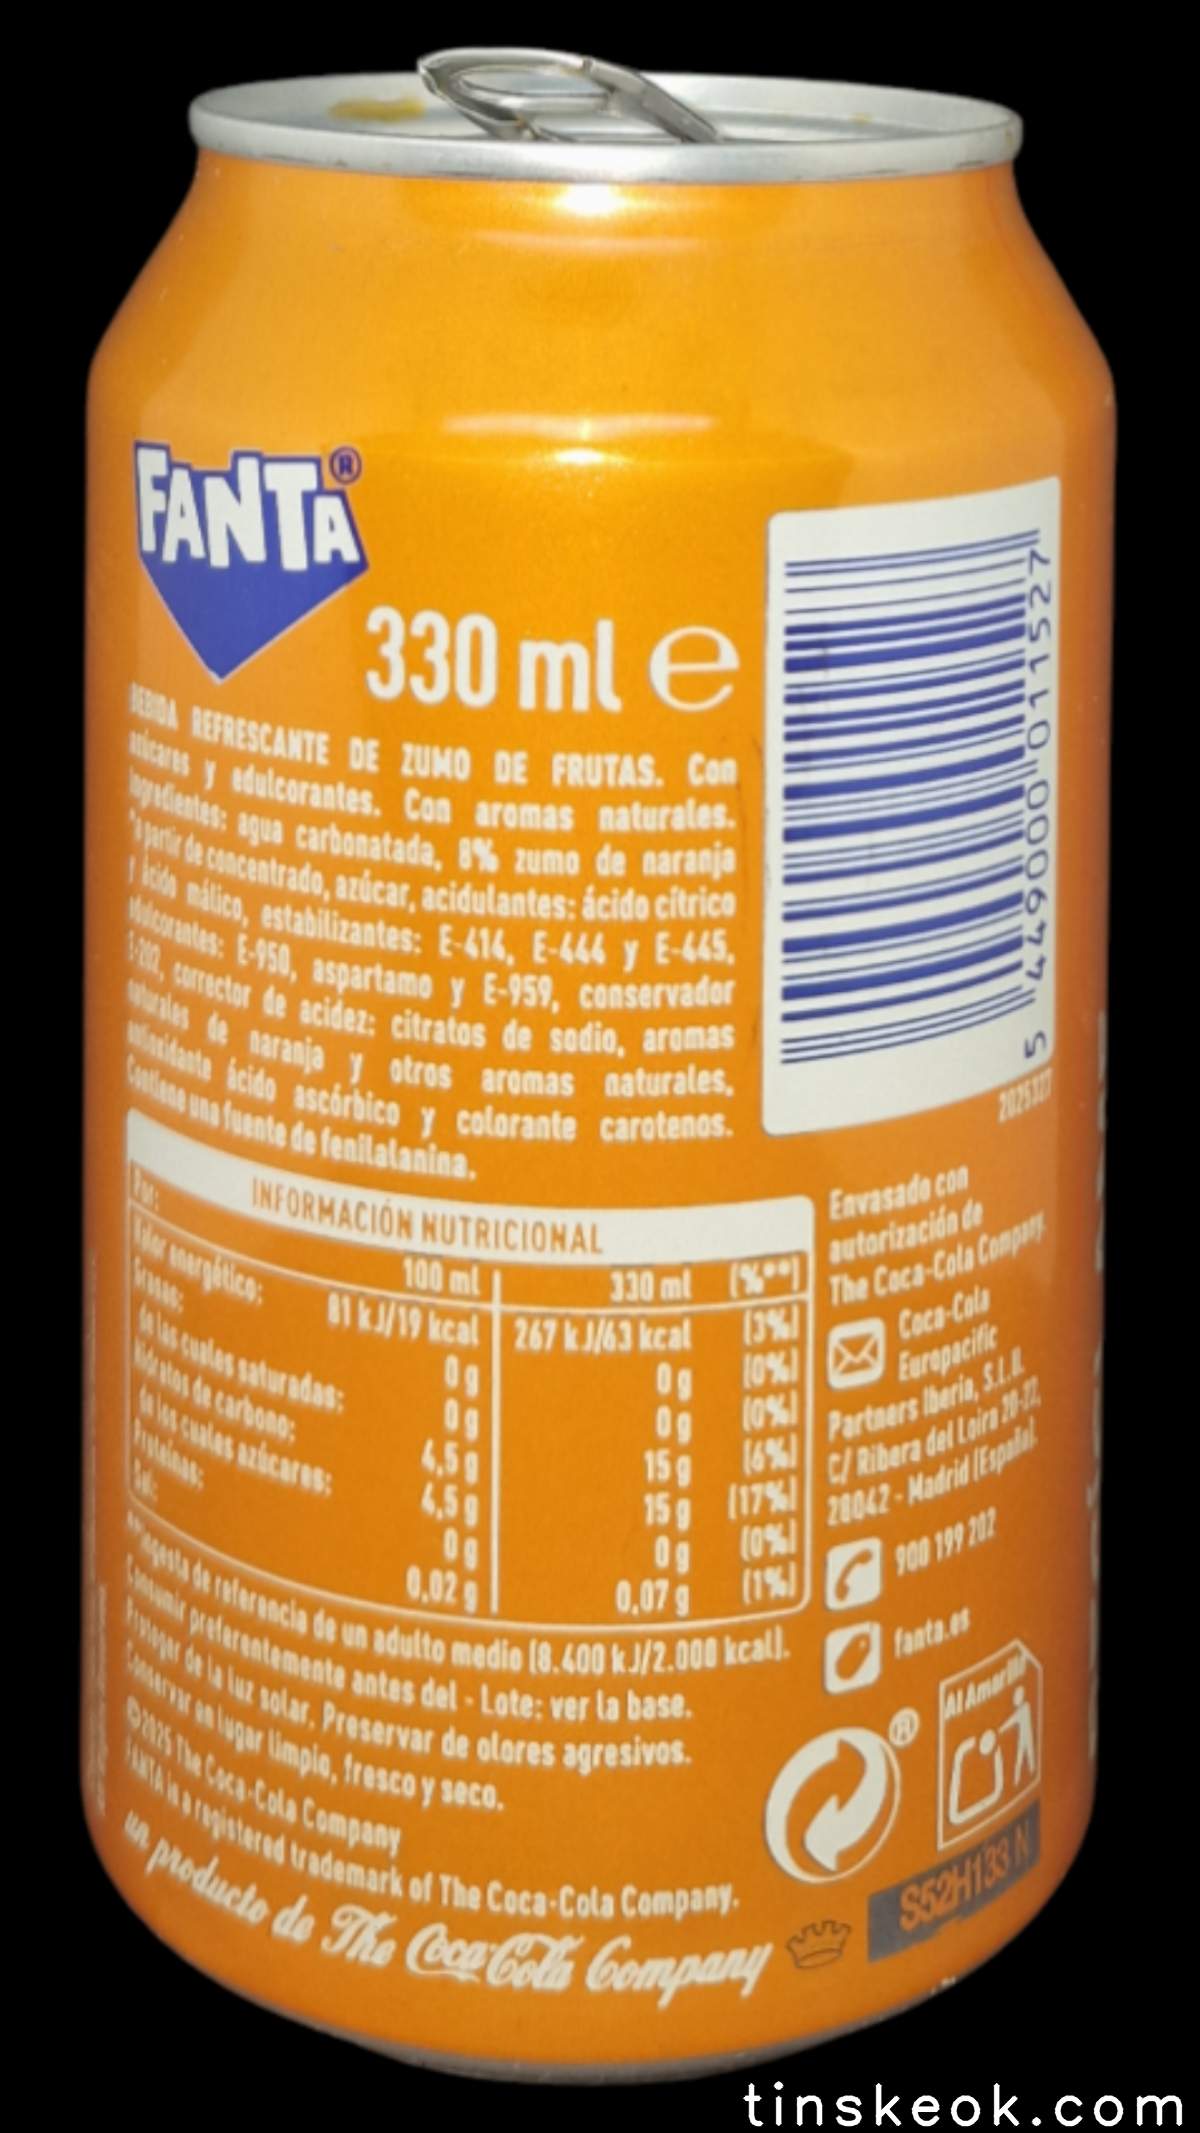 FANTA®
330 ml e
BEBIDA REFRESCANTE DE ZUMO DE FRUTAS. Con
azúcares y edulcorantes. Con aromas naturales.
Ingredientes: agua carbonatada, 8% zumo de naranja
*a partir de concentrado, azúcar, acidulantes: ácido cítrico
y ácido málico, estabilizantes: E-414, E-444 y E-445,
edulcorantes: E-950, aspartamo y E-959, conservador
E-202, corrector de acidez: citratos de sodio, aromas
naturales de naranja y otros aromas naturales,
antioxidante ácido ascórbico y colorante carotenos.
Contiene una fuente de fenilalanina.
INFORMACIÓN NUTRICIONAL
Por: 100 ml 330 ml (%**)
Valor energético: 81 kJ/19 kcal 267 kJ/63 kcal (3%)
Grasas: 0 g 0 g (0%)
de las cuales saturadas: 0 g 0 g (0%)
Hidratos de carbono: 4,5 g 15 g (6%)
de los cuales azúcares: 4,5 g 15 g (17%)
Proteínas: 0 g 0 g (0%)
Sal: 0,02 g 0,07 g (1%)
**Ingesta de referencia de un adulto medio (8.400 kJ/2.000 kcal).
Consumir preferentemente antes del - Lote: ver la base.
Proteger de la luz solar. Preservar de olores agresivos.
Conservar en lugar limpio, fresco y seco.
©2025 The Coca-Cola Company
FANTA is a registered trademark of The Coca-Cola Company.
un producto de The Coca-Cola Company
5 449000 011527
2025327
Envasado con
autorización de
The Coca-Cola Company.
Coca-Cola
Europacific
Partners Iberia, S.L.U.
C/ Ribera del Loira 20-22,
28042 - Madrid (España).
900 199 202
fanta.es
®
Al Amarillo
S52H133 N
tinskeok.com